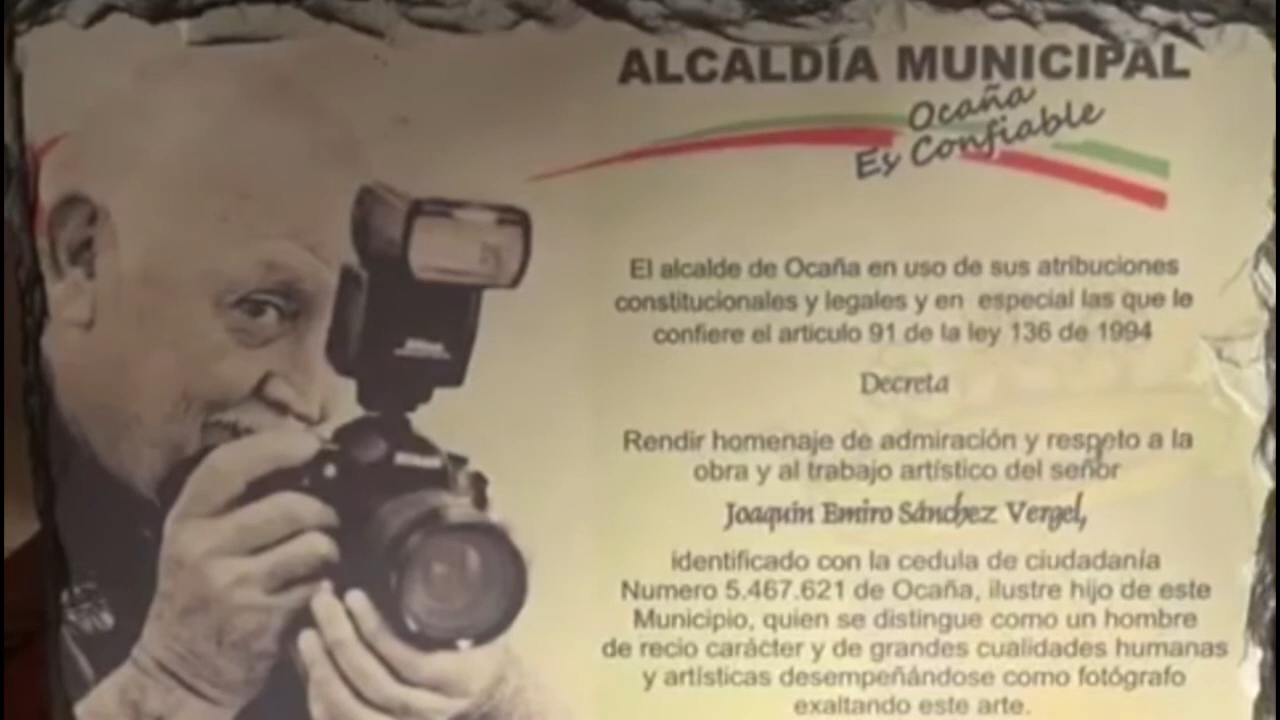 ALCALDÍA MUNICIPAL
Ocaña
Es Confiable
El alcalde de Ocaña en uso de sus atribuciones
constitucionales y legales y en especial las que le
confiere el articulo 91 de la ley 136 de 1994
Decreta
Rendir homenaje de admiración y respeto a la
obra y al trabajo artístico del señor
Joaquín Emiro Sánchez Vergel,
identificado con la cedula de ciudadanía
Numero 5.467.621 de Ocaña, ilustre hijo de este
Municipio, quien se distingue como un hombre
de recio carácter y de grandes cualidades humanas
y artísticas desempeñándose como fotógrafo
exaltando este arte.